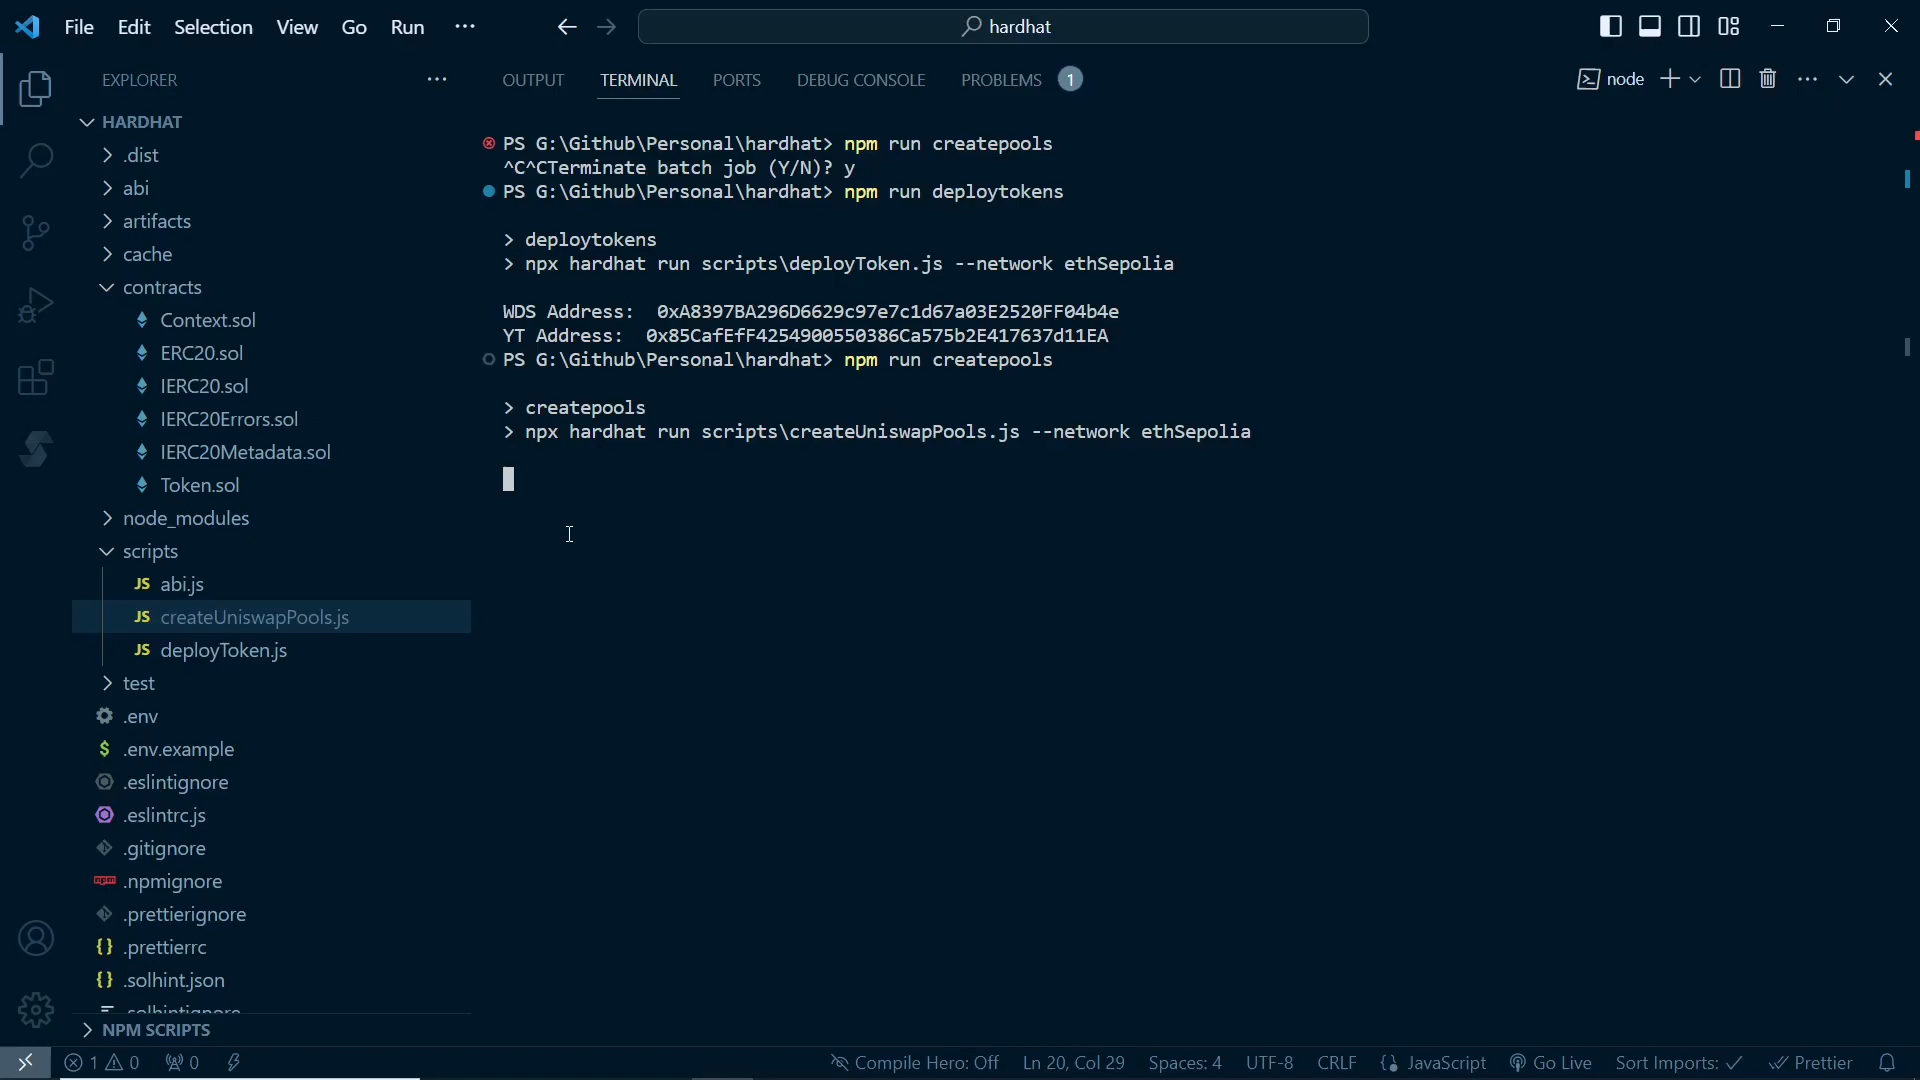 File Edit Selection View Go Run ··· hardhat
EXPLORER ···
OUTPUT TERMINAL PORTS DEBUG CONSOLE PROBLEMS 1 node ···
HARDHAT
.dist
abi
artifacts
cache
contracts
Context.sol
ERC20.sol
IERC20.sol
IERC20Errors.sol
IERC20Metadata.sol
Token.sol
node_modules
scripts
JS abi.js
JS createUniswapPools.js
JS deployToken.js
test
.env
$ .env.example
.eslintignore
.eslintrc.js
.gitignore
npm .npmignore
.prettierignore
{} .prettierrc
{} .solhint.json
.solhintignore
NPM SCRIPTS
PS G:\Github\Personal\hardhat> npm run createpools
^C^CTerminate batch job (Y/N)? y
PS G:\Github\Personal\hardhat> npm run deploytokens
> deploytokens
> npx hardhat run scripts\deployToken.js --network ethSepolia
WDS Address: 0xA8397BA296D6629c97e7c1d67a03E2520FF04b4e
YT Address: 0x85CafEfF4254900550386Ca575b2E417637d11EA
PS G:\Github\Personal\hardhat> npm run createpools
> createpools
> npx hardhat run scripts\createUniswapPools.js --network ethSepolia
1 0 0 Compile Hero: Off Ln 20, Col 29 Spaces: 4 UTF-8 CRLF {} JavaScript Go Live Sort Imports: ✓ Prettier